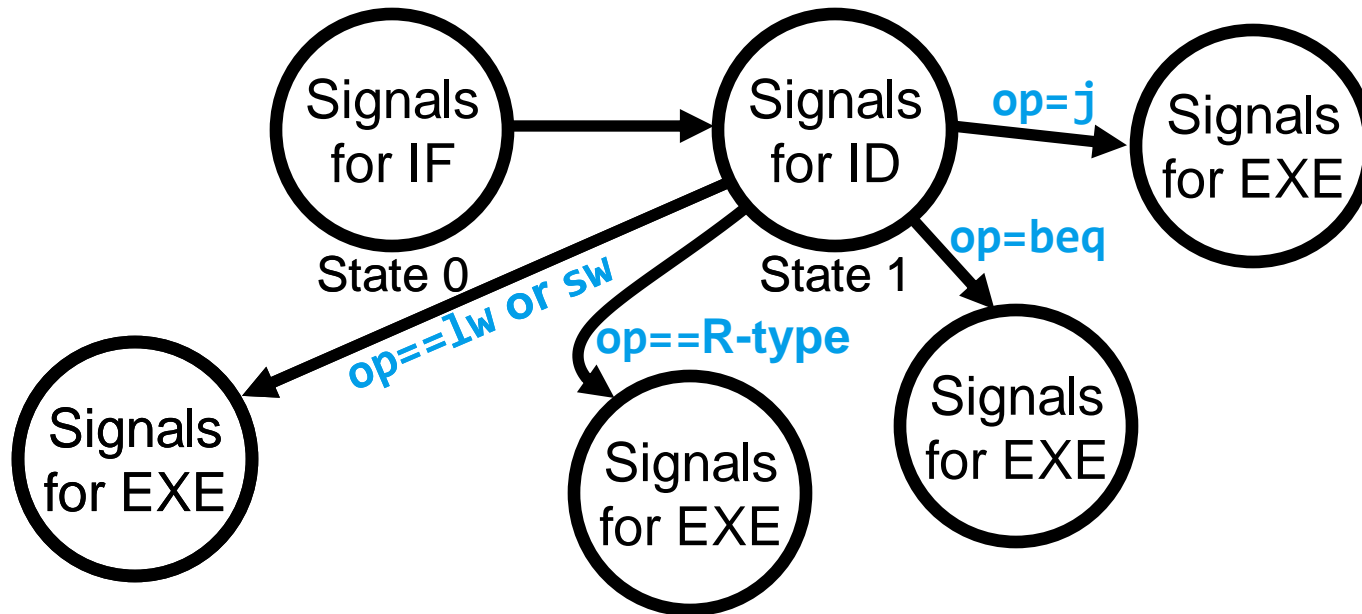 Signals
for IF
State 0
Signals
for ID
State 1
op=j
Signals
for EXE
op=beq
Signals
for EXE
op==R-type
Signals
for EXE
op==lw or sw
Signals
for EXE